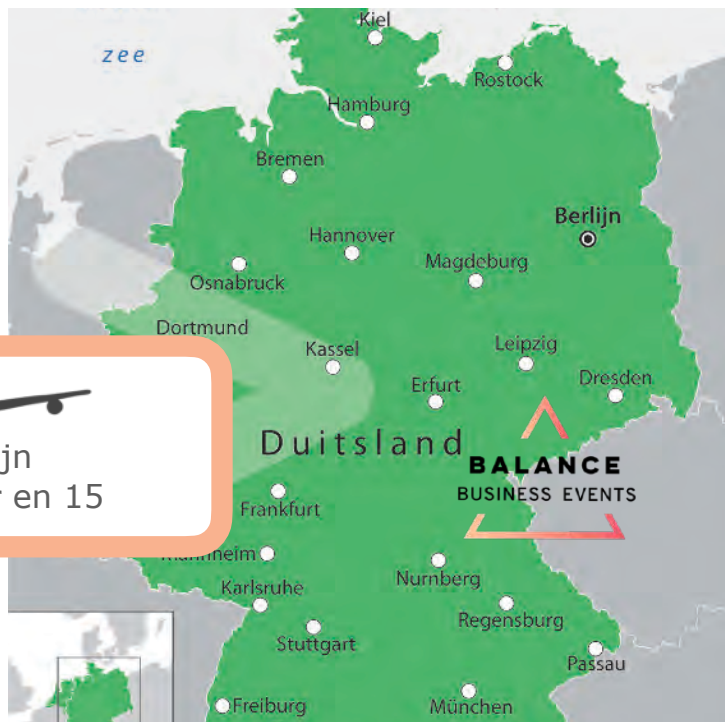 Kiel
zee
Rostock
Hamburg
Bremen
Berlijn
Hannover
Magdeburg
Osnabruck
Dortmund
Kassel
Leipzig
Dresden
Erfurt
Duitsland
BALANCE
BUSINESS EVENTS
en 15
Frankfurt
Mannheim
Nurnberg
Karlsruhe
Regensburg
Stuttgart
Passau
Freiburg
München